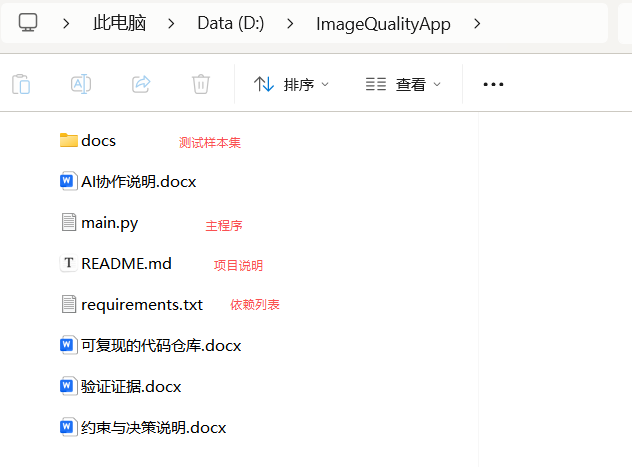 此电脑 > Data (D:) > ImageQualityApp >
排序 查看 •••
docs 测试样本集
AI协作说明.docx
main.py 主程序
README.md 项目说明
requirements.txt 依赖列表
可复现的代码仓库.docx
验证证据.docx
约束与决策说明.docx